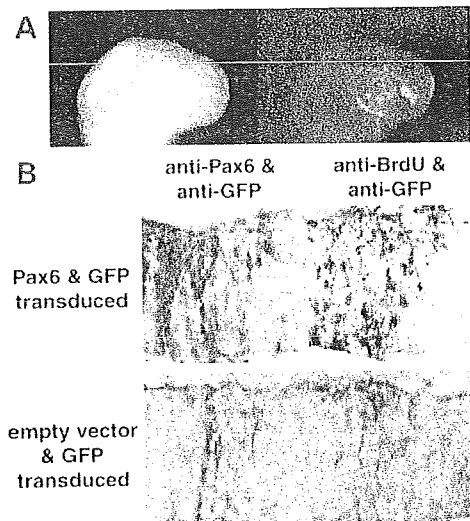 A
anti-Pax6 &
anti-GFP
anti-BrdU &
anti-GFP
B
Pax6 & GFP
transduced
empty vector
& GFP
transduced